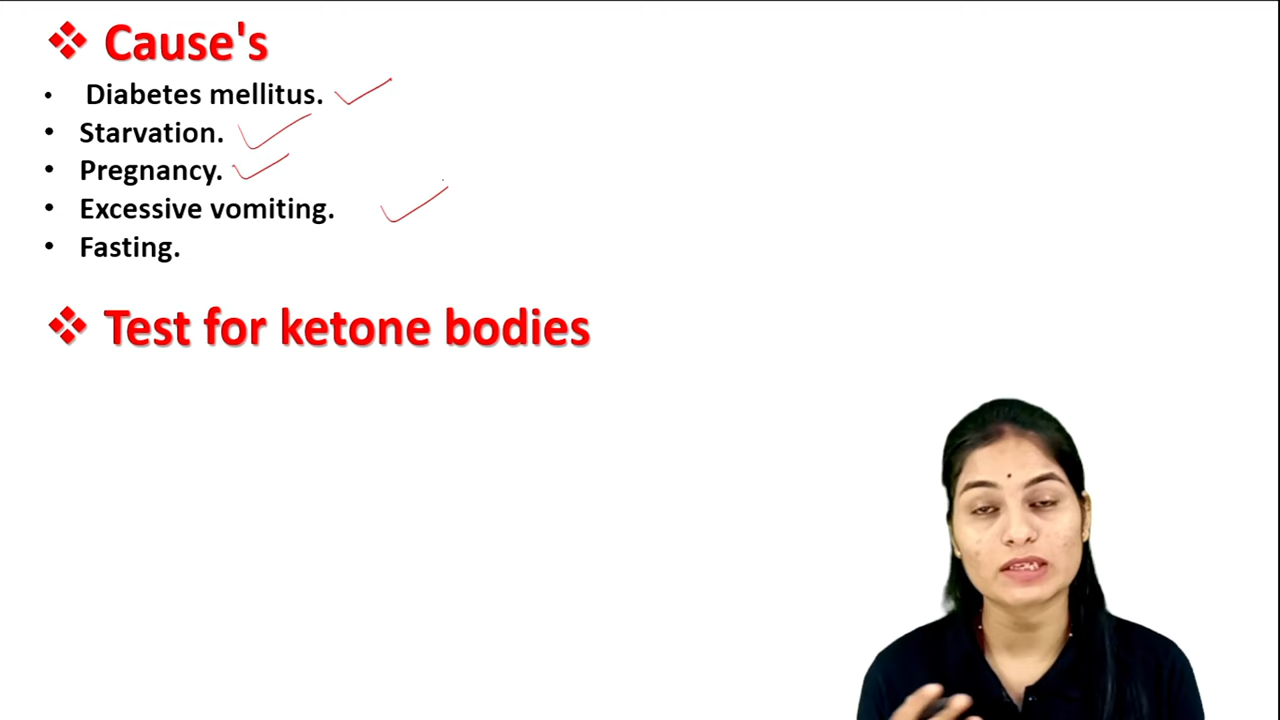 ❖ Cause's
• Diabetes mellitus.
• Starvation.
• Pregnancy.
• Excessive vomiting.
• Fasting.
❖ Test for ketone bodies